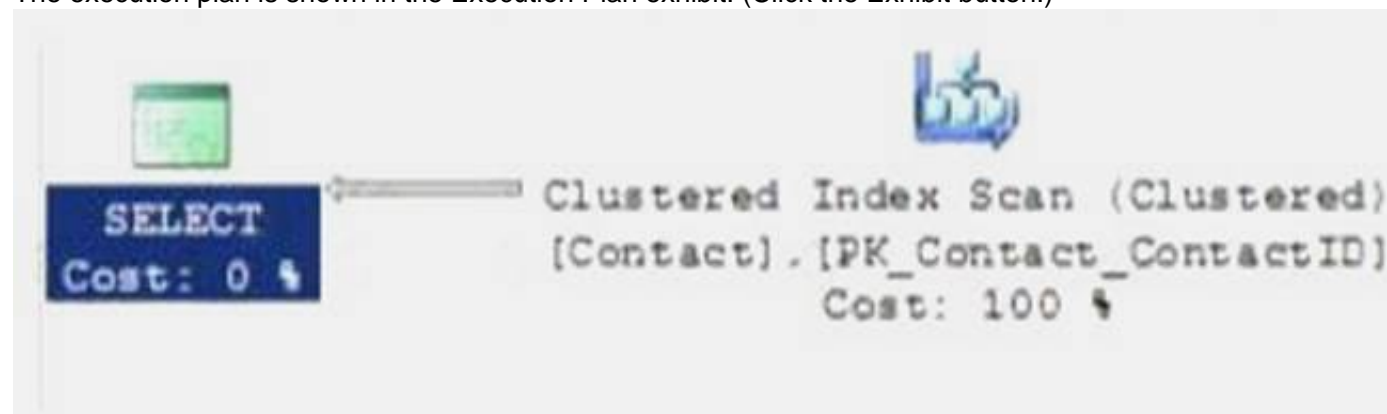 The execution plan is shown in the Execution Plan exhibit. (Click the Exhibit button.)
SELECT
Cost: 0 %
Clustered Index Scan (Clustered)
[Contact].[PK_Contact_ContactID]
Cost: 100 %